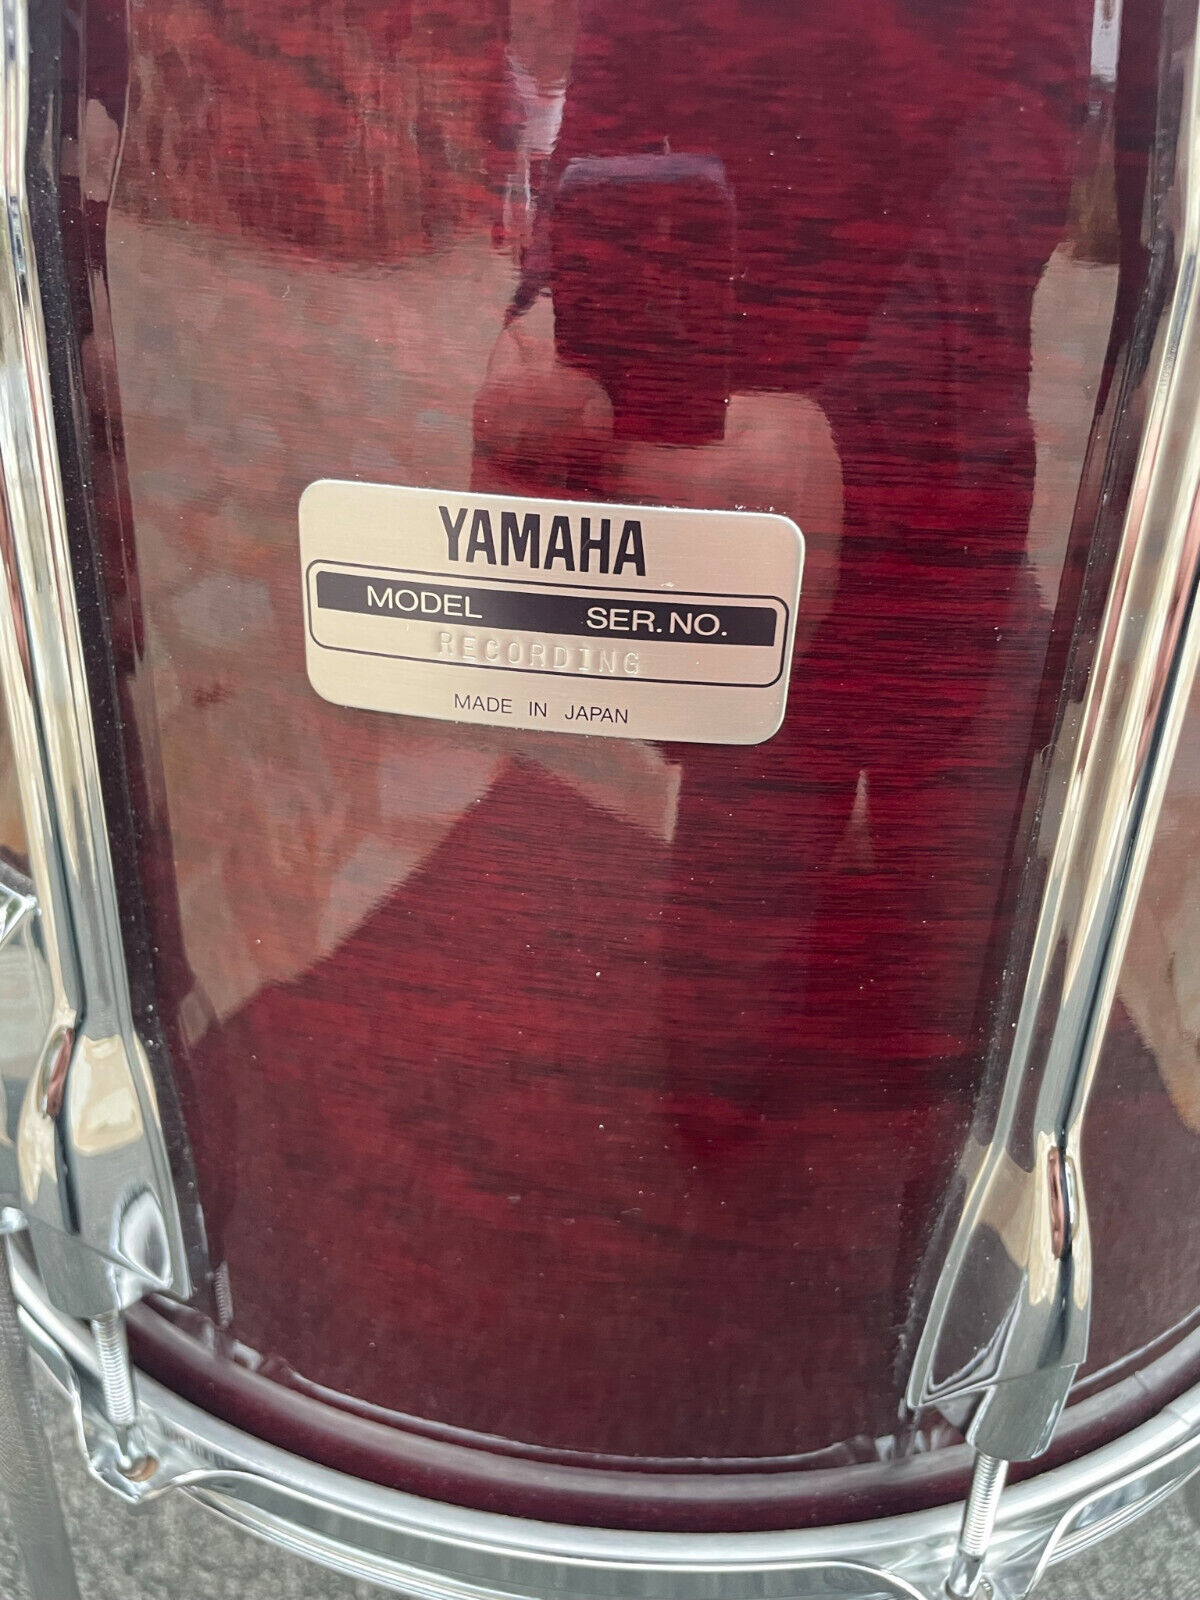 YAMAHA
MODEL SER. NO.
RECORDING
MADE IN JAPAN